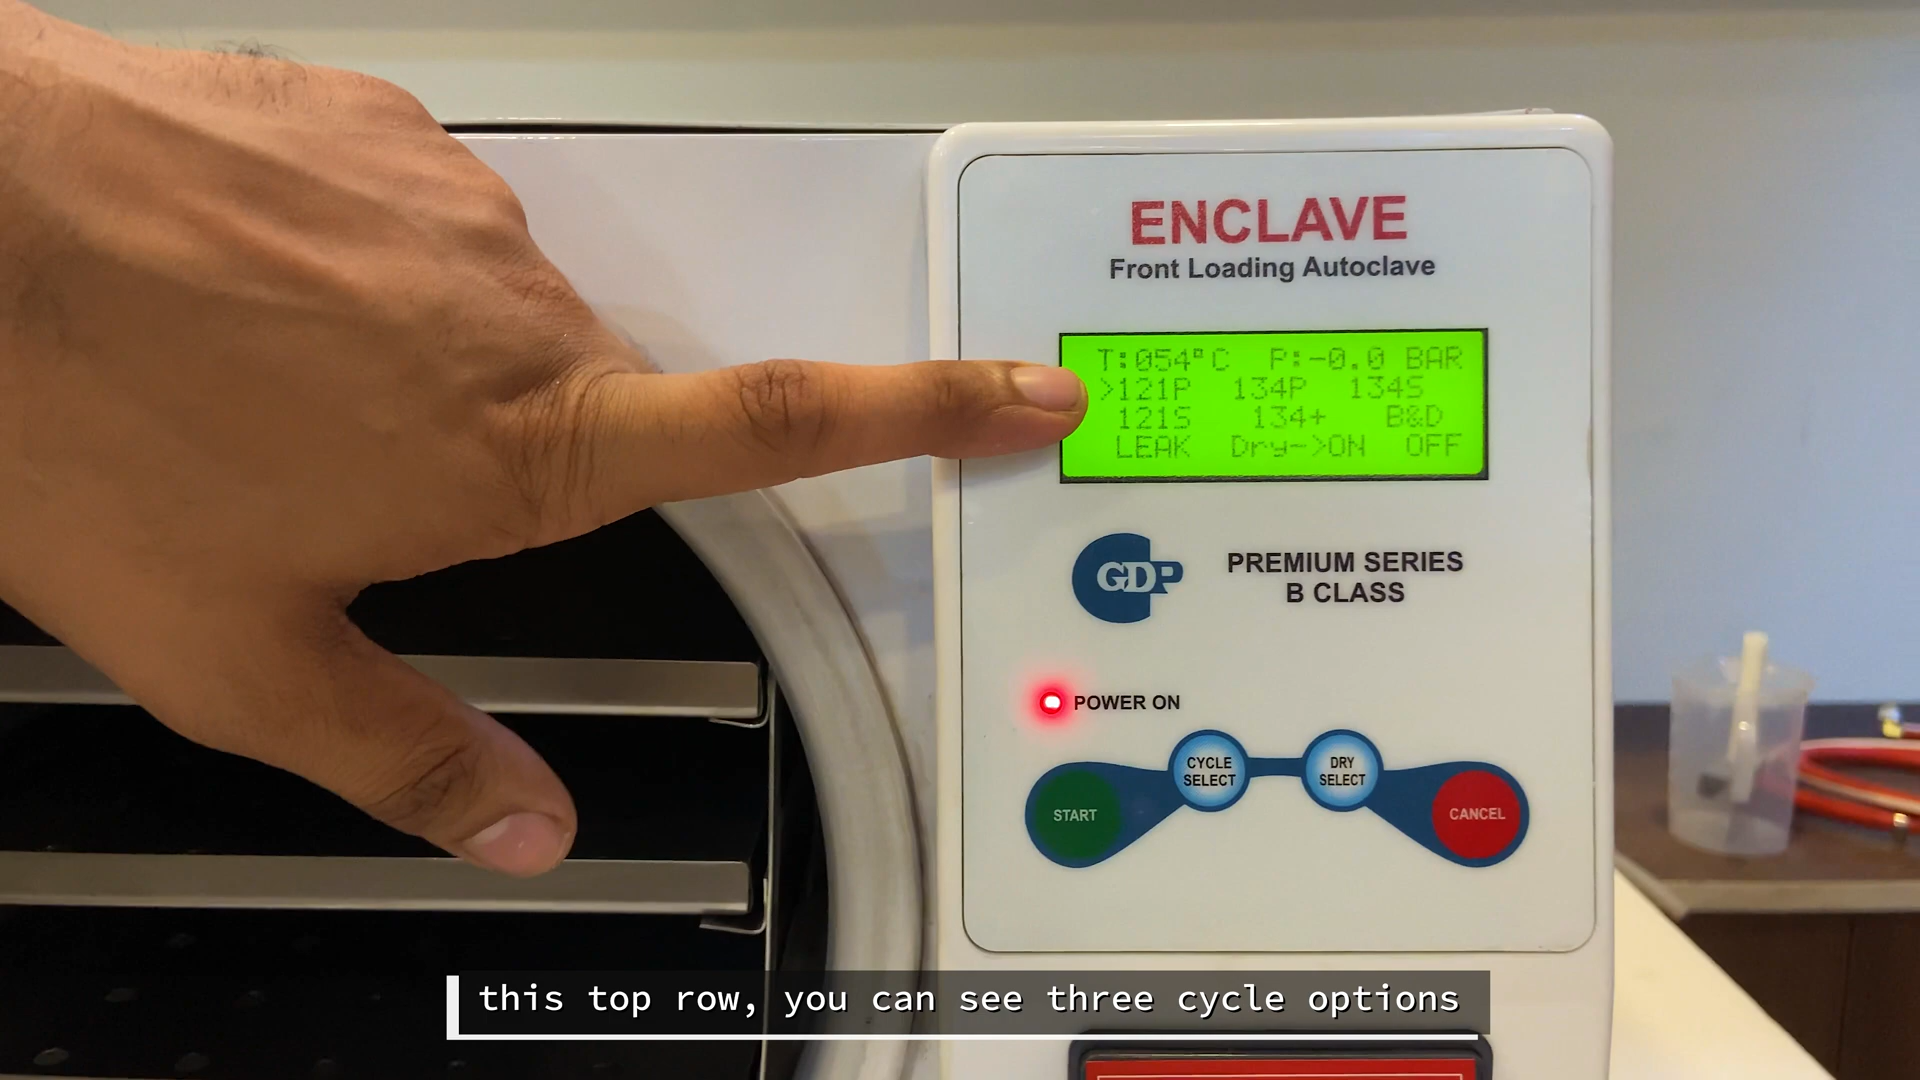 ENCLAVE
Front Loading Autoclave
T:054°C P:-0.0 BAR
>121P 134P 134S
121S 134+ B&D
LEAK Dry->ON OFF
GDP
PREMIUM SERIES
B CLASS
POWER ON
CYCLE
SELECT
DRY
SELECT
START
CANCEL
this top row, you can see three cycle options